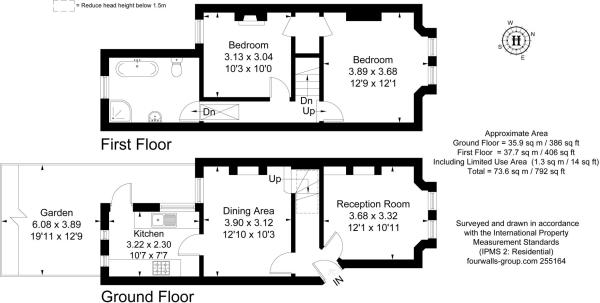 = Reduce head height below 1.5m
Bedroom
3.13 x 3.04
10'3 x 10'0
Bedroom
3.89 x 3.68
12'9 x 12'1
Dn
Dn
Up
First Floor
N
W
S
E
H
Approximate Area
Ground Floor = 35.9 sq m / 386 sq ft
First Floor = 37.7 sq m / 406 sq ft
Including Limited Use Area (1.3 sq m / 14 sq ft)
Total = 73.6 sq m / 792 sq ft
Garden
6.08 x 3.89
19'11 x 12'9
Kitchen
3.22 x 2.30
10'7 x 7'7
Dining Area
3.90 x 3.12
12'10 x 10'3
Up
Reception Room
3.68 x 3.32
12'1 x 10'11
IN
Ground Floor
Surveyed and drawn in accordance
with the International Property
Measurement Standards
(IPMS 2: Residential)
fourwalls-group.com 255164